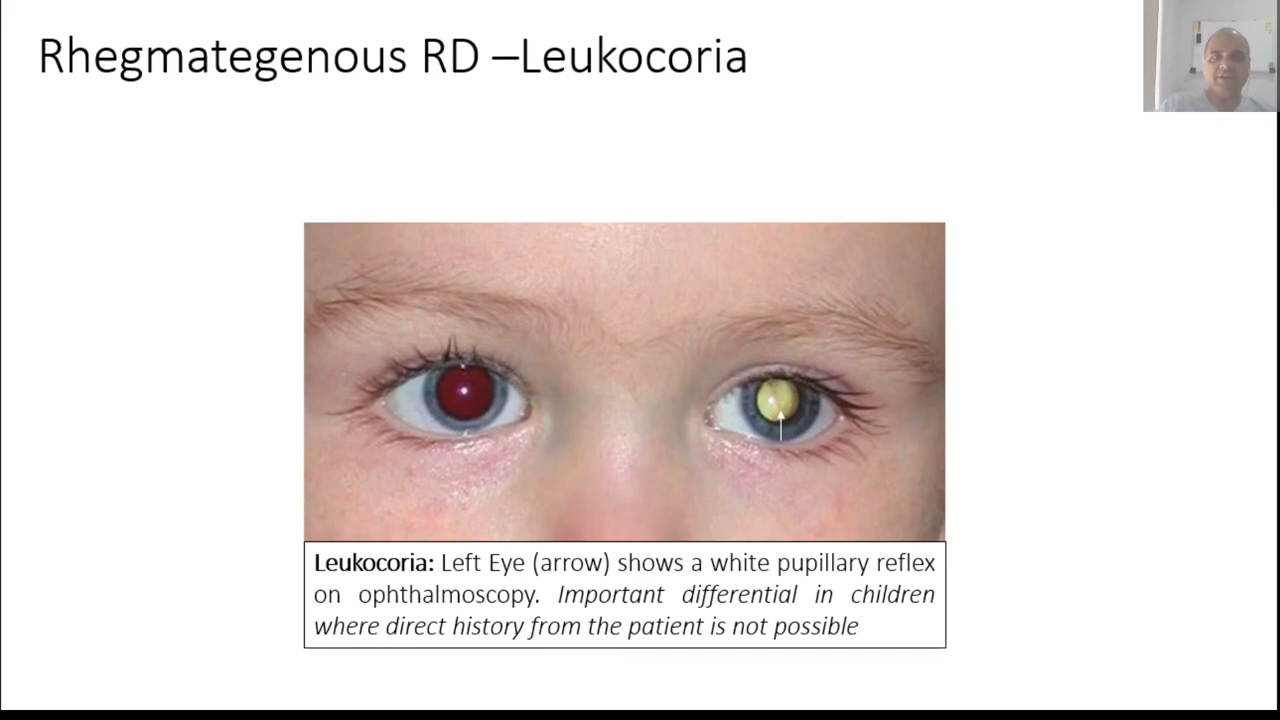 Rhegmategenous RD –Leukocoria
Leukocoria: Left Eye (arrow) shows a white pupillary reflex
on ophthalmoscopy. Important differential in children
where direct history from the patient is not possible